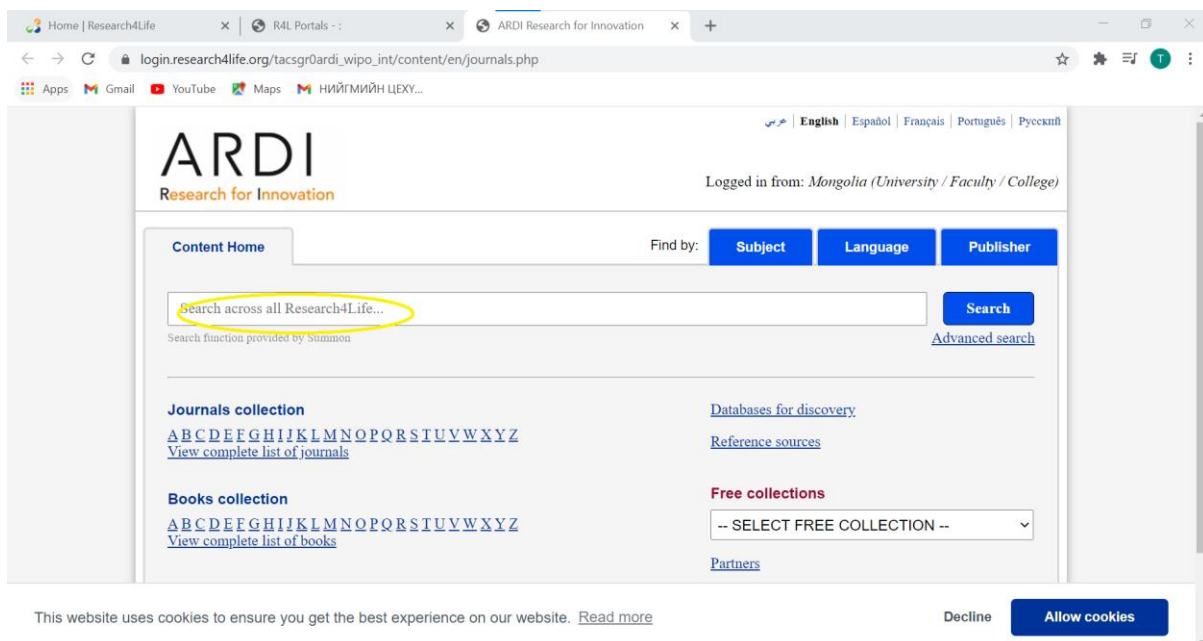 Home | Research4Life
R4L Portals - :
ARDI Research for Innovation
login.research4life.org/tacsgr0ardi_wipo_int/content/en/journals.php
T
Apps Gmail YouTube Maps НИЙГМИЙН ЦЕХҮ...
عربي | English | Español | Français | Português | Русский
ARDI
Research for Innovation
Logged in from: Mongolia (University / Faculty / College)
Content Home Find by: Subject Language Publisher
Search across all Research4Life... Search
Search function provided by Summon Advanced search
Journals collection
A B C D E F G H I J K L M N O P Q R S T U V W X Y Z
View complete list of journals
Databases for discovery
Reference sources
Books collection
A B C D E F G H I J K L M N O P Q R S T U V W X Y Z
View complete list of books
Free collections
-- SELECT FREE COLLECTION --
Partners
This website uses cookies to ensure you get the best experience on our website. Read more Decline Allow cookies